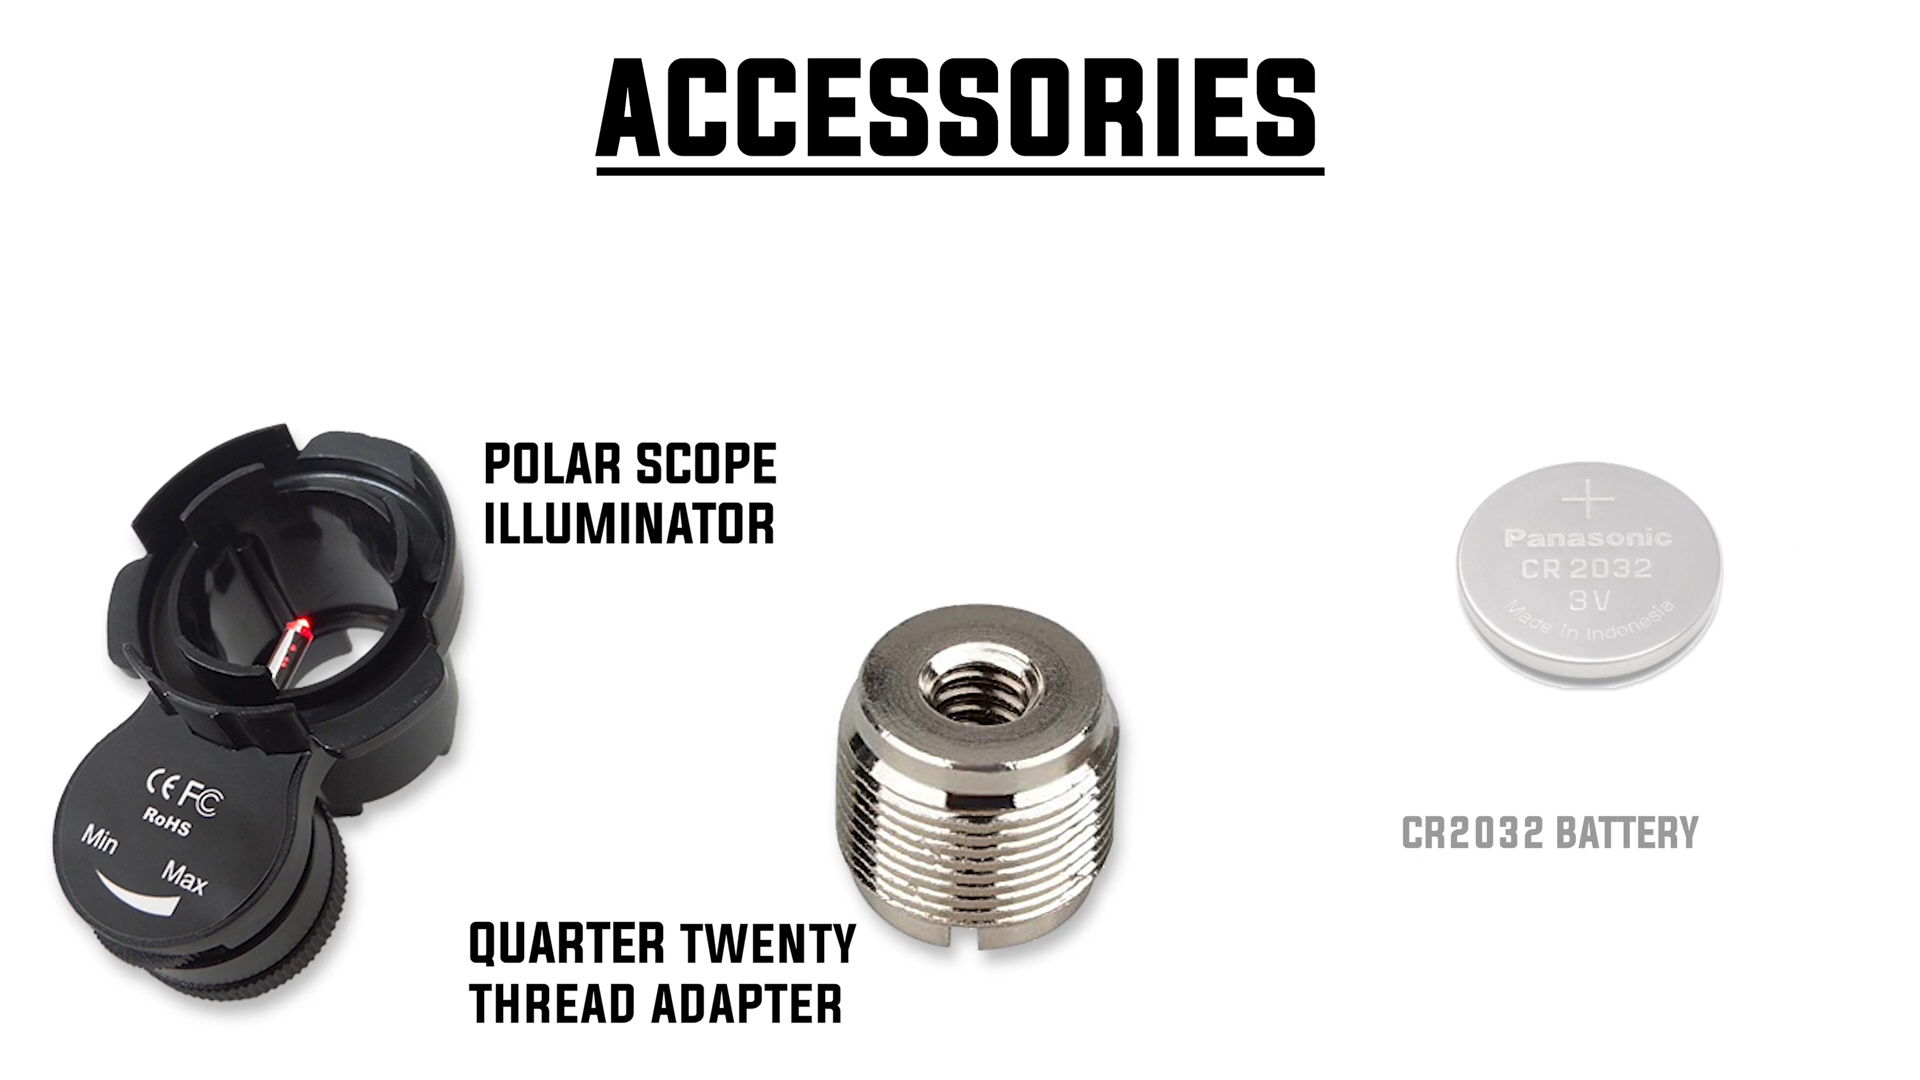 ACCESSORIES
POLAR SCOPE
ILLUMINATOR
Panasonic
CR 2032
3V
Made in Indonesia
CE FC
RoHS
Min
Max
CR2032 BATTERY
QUARTER TWENTY
THREAD ADAPTER